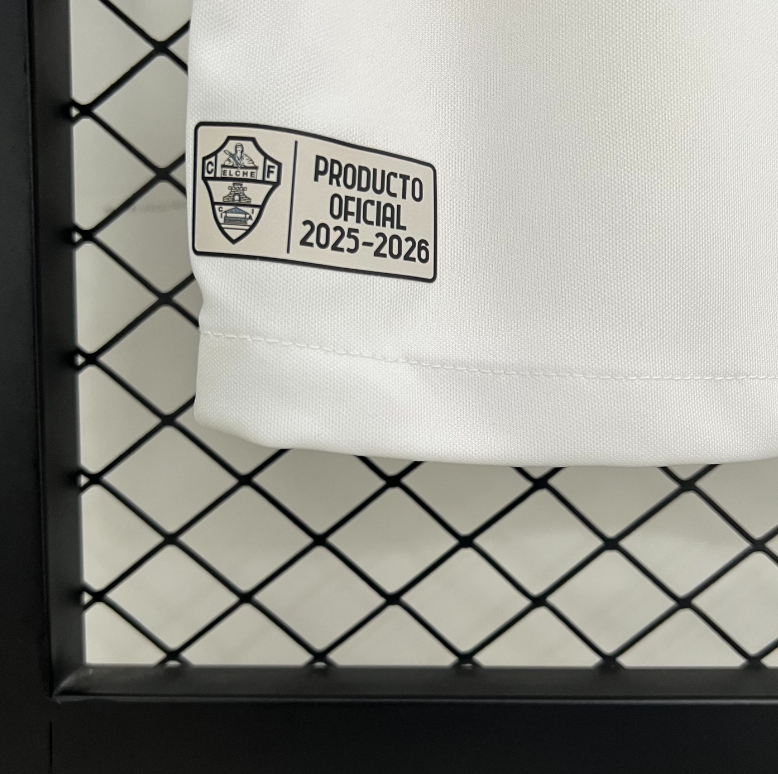 C ELCHE F
C I
I A
PRODUCTO
OFICIAL
2025-2026